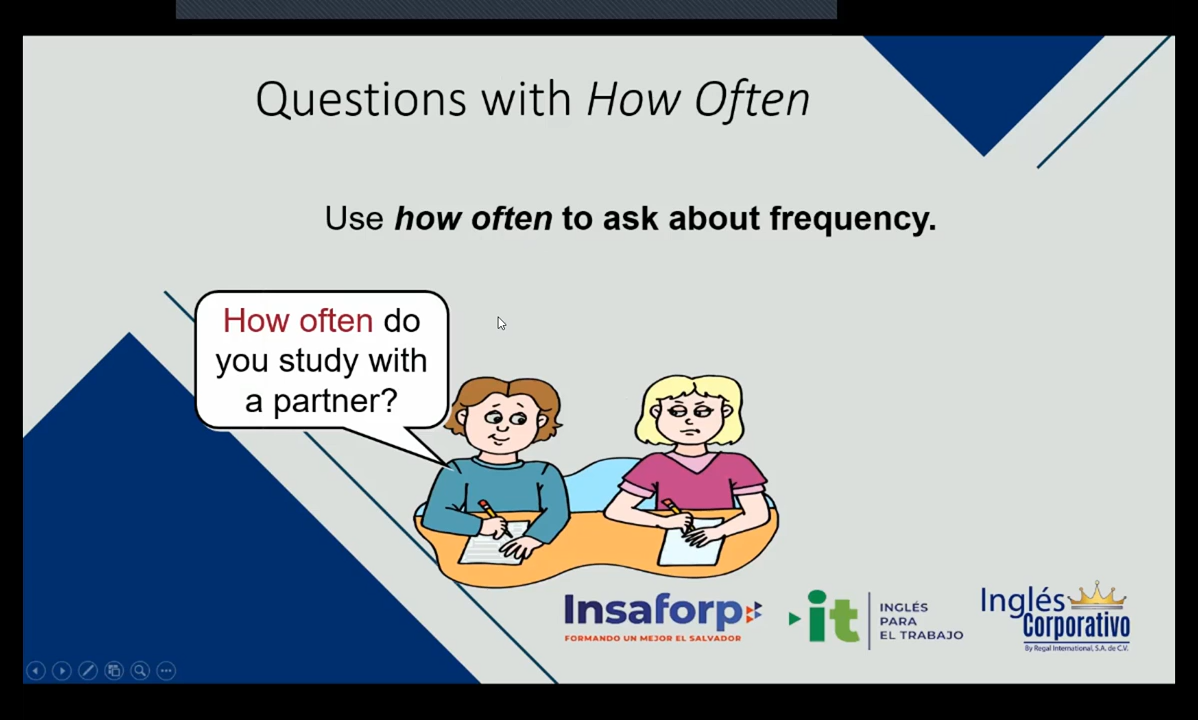 Questions with How Often
Use how often to ask about frequency.
How often do
you study with
a partner?
Insaforp
FORMANDO UN MEJOR EL SALVADOR
it
INGLÉS
PARA
EL TRABAJO
Inglés
Corporativo
By Regal International, S.A. de C.V.